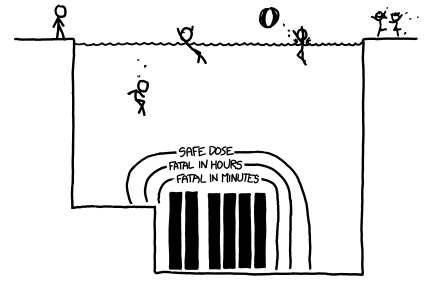 SAFE DOSE
FATAL IN HOURS
FATAL IN MINUTES